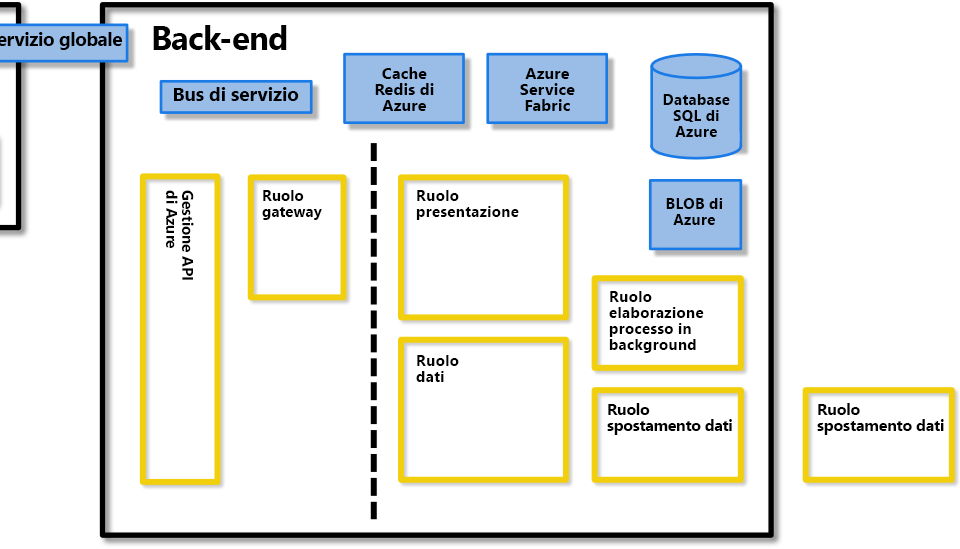 ervizio globale
Back-end
Bus di servizio
Cache
Redis di
Azure
Azure
Service
Fabric
Database
SQL di
Azure
BLOB di
Azure
Gestione API
di Azure
Ruolo
gateway
Ruolo
presentazione
Ruolo
elaborazione
processo in
background
Ruolo
dati
Ruolo
spostamento dati
Ruolo
spostamento dati